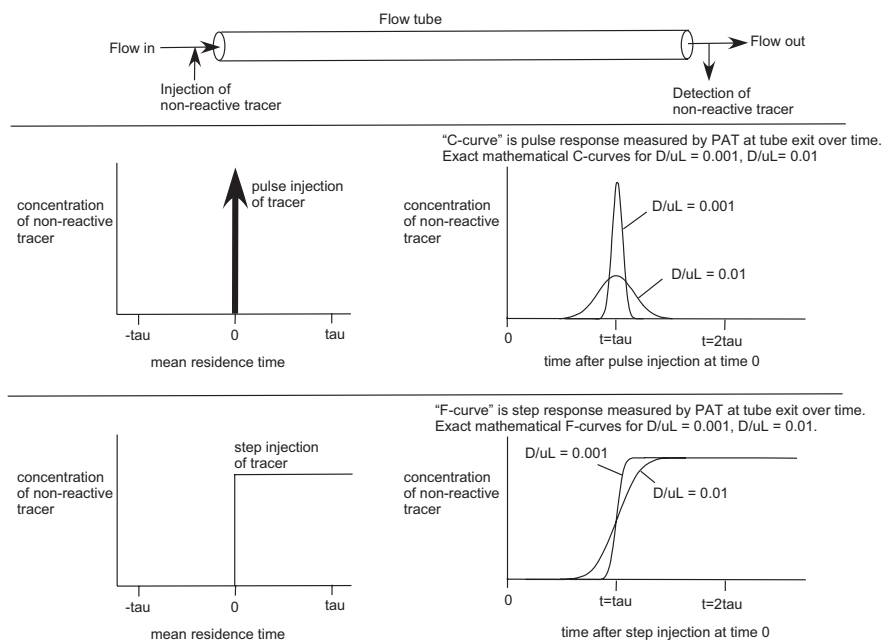 Flow tube
Flow in
Flow out
Injection of
non-reactive tracer
Detection of
non-reactive tracer
"C-curve" is pulse response measured by PAT at tube exit over time.
Exact mathematical C-curves for D/uL = 0.001, D/uL= 0.01
concentration
of non-reactive
tracer
pulse injection
of tracer
-tau
0
tau
mean residence time
concentration
of non-reactive
tracer
D/uL = 0.001
D/uL = 0.01
0
t=tau
t=2tau
time after pulse injection at time 0
"F-curve" is step response measured by PAT at tube exit over time.
Exact mathematical F-curves for D/uL = 0.001, D/uL = 0.01.
concentration
of non-reactive
tracer
step injection
of tracer
-tau
0
tau
mean residence time
concentration
of non-reactive
tracer
D/uL = 0.001
D/uL = 0.01
0
t=tau
t=2tau
time after step injection at time 0